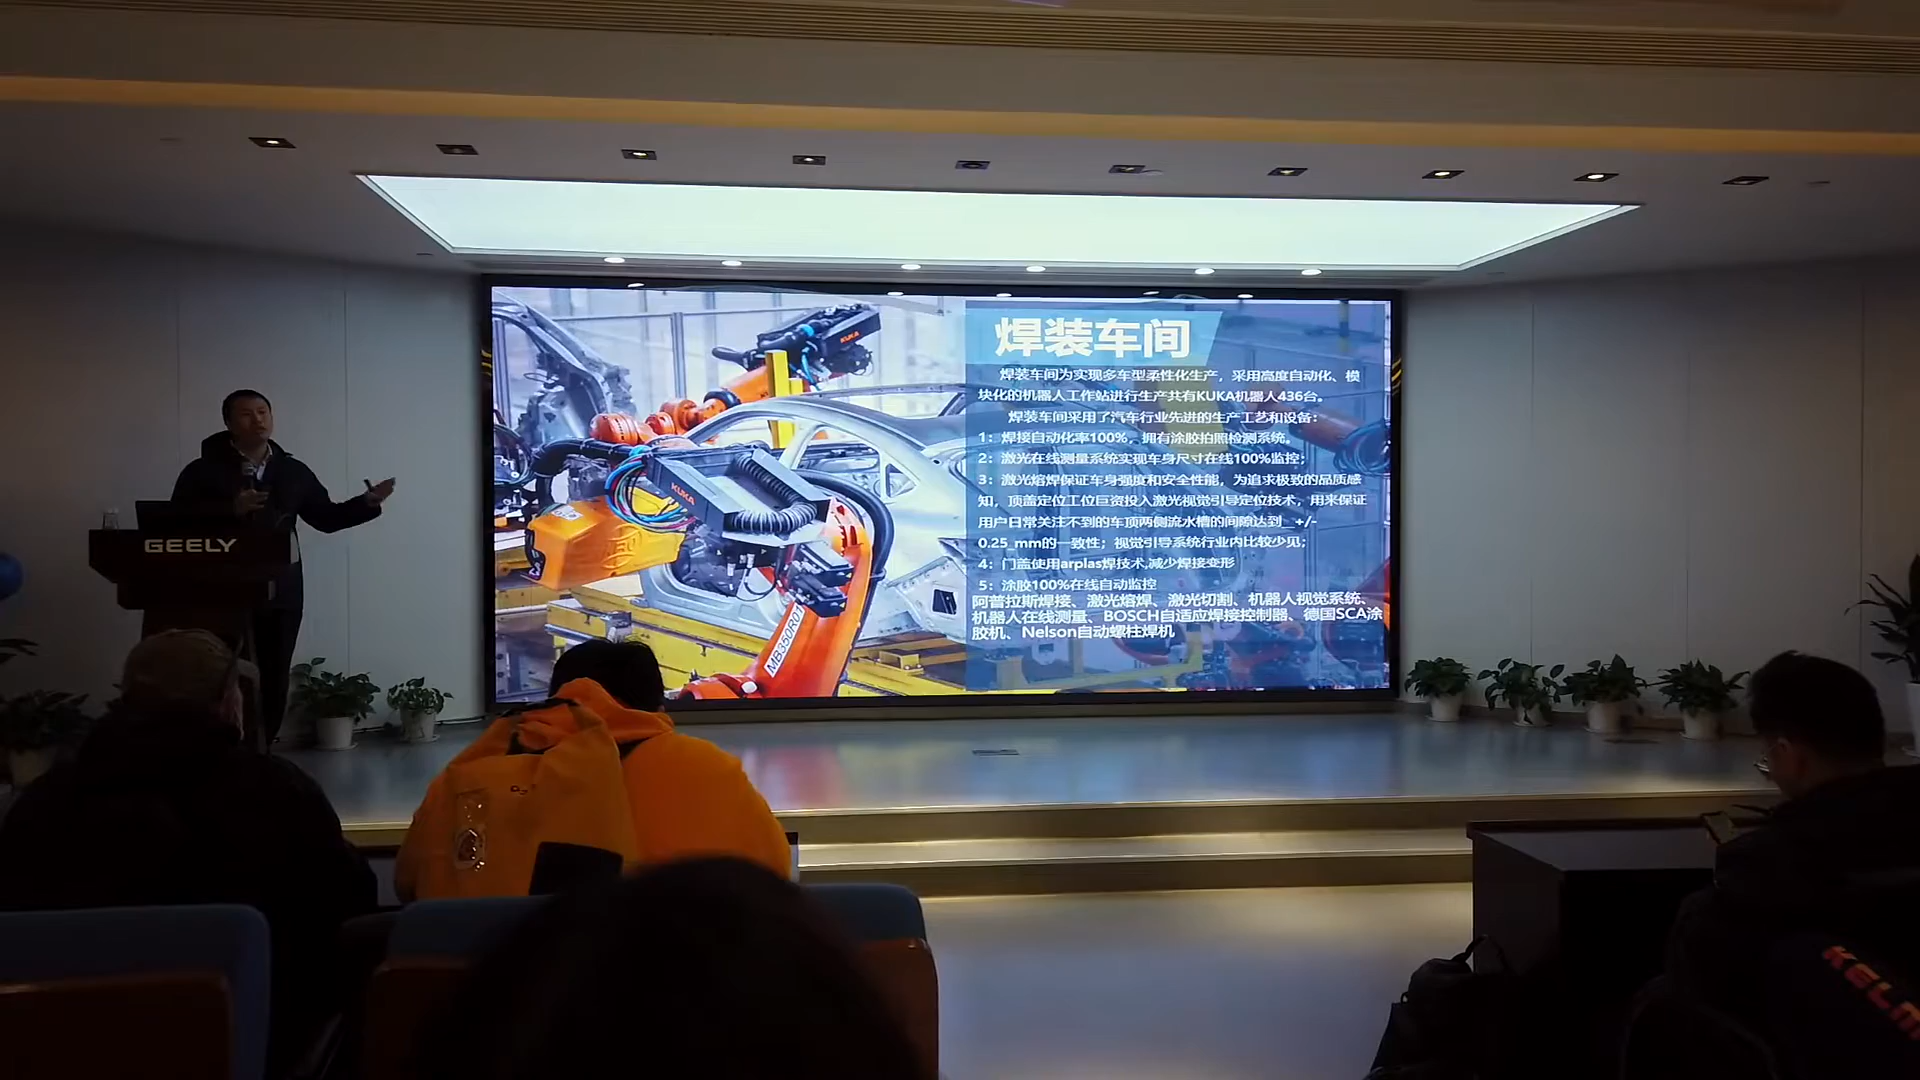 焊装车间
焊装车间为实现多车型柔性化生产，采用高度自动化、模
块化的机器人工作站进行生产共有KUKA机器人436台。
焊装车间采用了汽车行业先进的生产工艺和设备：
1：焊接自动化率100%，拥有涂胶拍照检测系统。
2：激光在线测量系统实现车身尺寸在线100%监控；
3：激光熔焊保证车身强度和安全性能，为追求极致的品质感
知，顶盖定位工位巨资投入激光视觉引导定位技术，用来保证
用户日常关注不到的车顶两侧流水槽的间隙达到__+/-
0.25_mm的一致性；视觉引导系统行业内比较少见；
4：门盖使用arplas焊技术,减少焊接变形
5：涂胶100%在线自动监控
阿普拉斯焊接、激光熔焊、激光切割、机器人视觉系统、
机器人在线测量、BOSCH自适应焊接控制器、德国SCA涂
胶机、Nelson自动螺柱焊机
KUKA
KUKA
MB350R01
GEELY
KELM